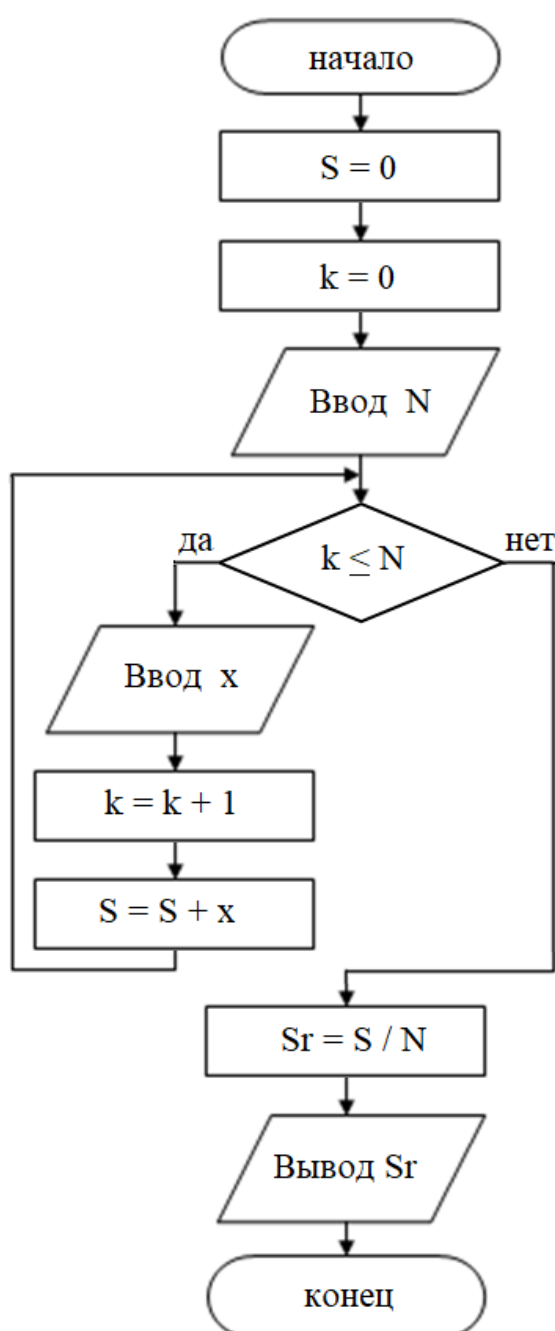 начало
S = 0
k = 0
Ввод N
да
k ≤ N
нет
Ввод x
k = k + 1
S = S + x
Sr = S / N
Вывод Sr
конец